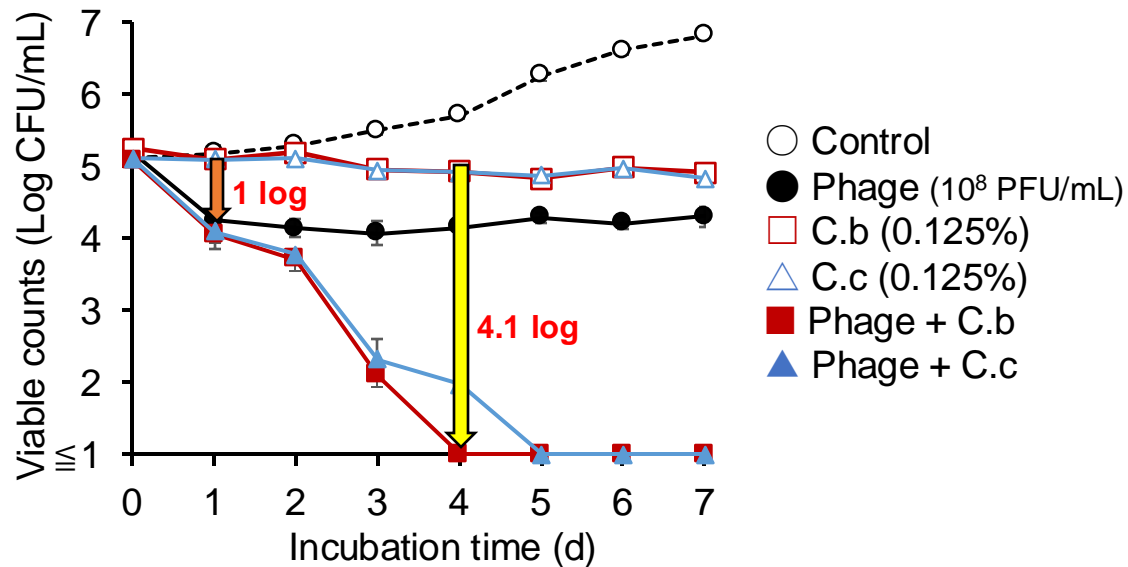 Viable counts (Log CFU/mL)
7
6
5
4
3
2
≤1
0 1 2 3 4 5 6 7
Incubation time (d)
1 log
4.1 log
Control
Phage (10⁸ PFU/mL)
C.b (0.125%)
C.c (0.125%)
Phage + C.b
Phage + C.c